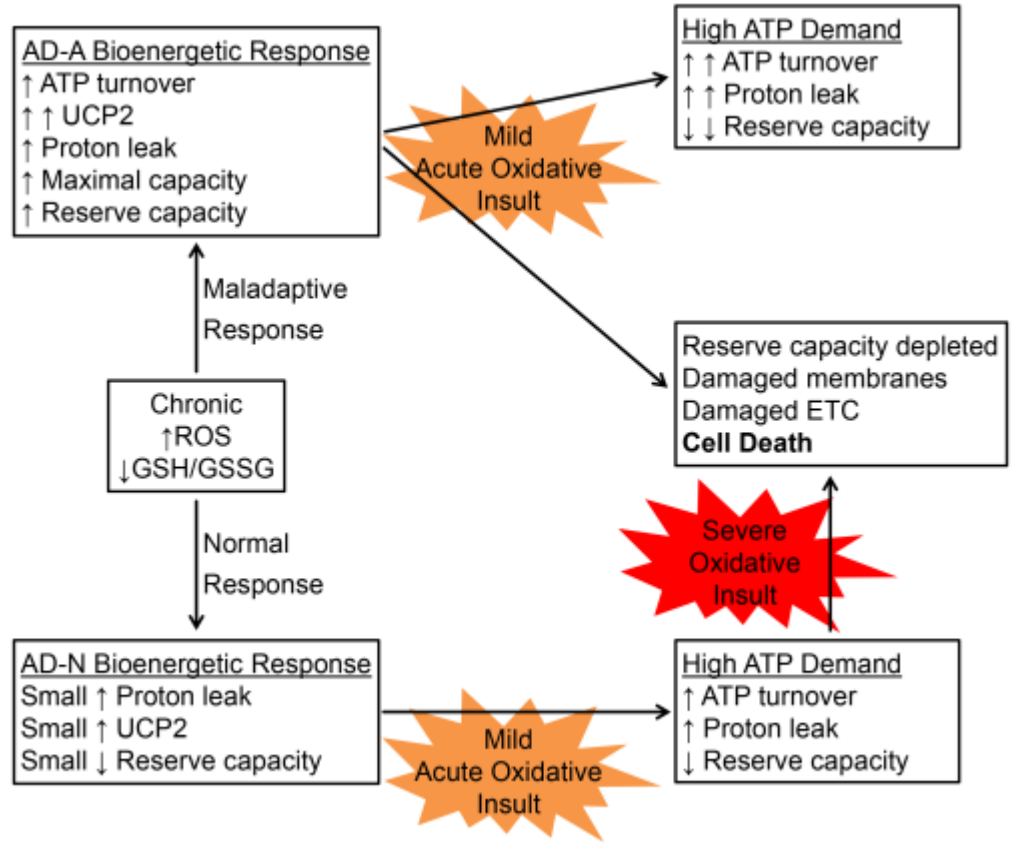 AD-A Bioenergetic Response
↑ ATP turnover
↑ ↑ UCP2
↑ Proton leak
↑ Maximal capacity
↑ Reserve capacity
Mild
Acute Oxidative
Insult
High ATP Demand
↑ ↑ ATP turnover
↑ ↑ Proton leak
↓ ↓ Reserve capacity
Maladaptive
Response
Reserve capacity depleted
Damaged membranes
Damaged ETC
Cell Death
Chronic
↑ROS
↓GSH/GSSG
Normal
Response
Severe
Oxidative
Insult
AD-N Bioenergetic Response
Small ↑ Proton leak
Small ↑ UCP2
Small ↓ Reserve capacity
Mild
Acute Oxidative
Insult
High ATP Demand
↑ ATP turnover
↑ Proton leak
↓ Reserve capacity